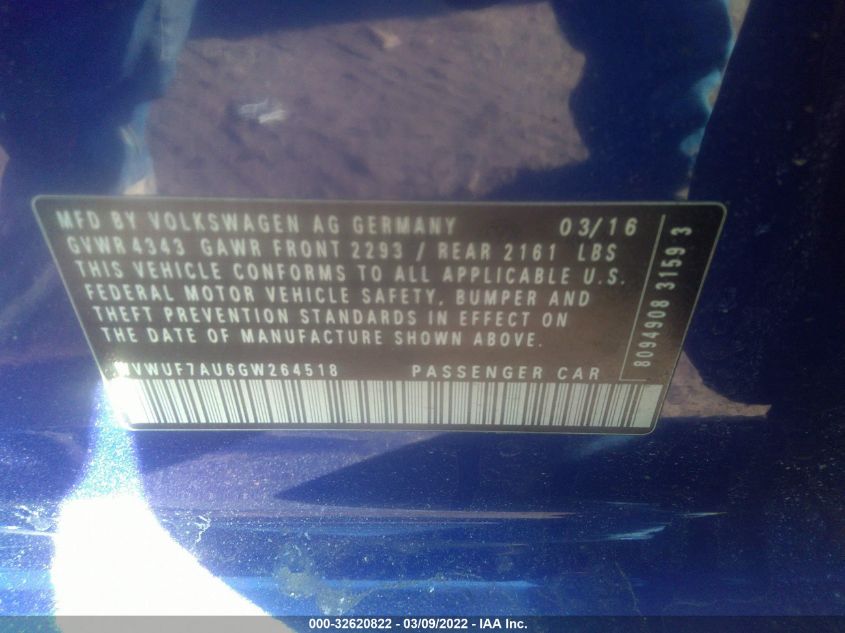 MFD BY VOLKSWAGEN AG GERMANY 03/16
GVWR 4343 GAWR FRONT 2293 / REAR 2161 LBS
THIS VEHICLE CONFORMS TO ALL APPLICABLE U.S.
FEDERAL MOTOR VEHICLE SAFETY, BUMPER AND
THEFT PREVENTION STANDARDS IN EFFECT ON
THE DATE OF MANUFACTURE SHOWN ABOVE.
WVWUF7AU6GW264518 PASSENGER CAR
8094908 3159 3
000-32620822 - 03/09/2022 - IAA Inc.